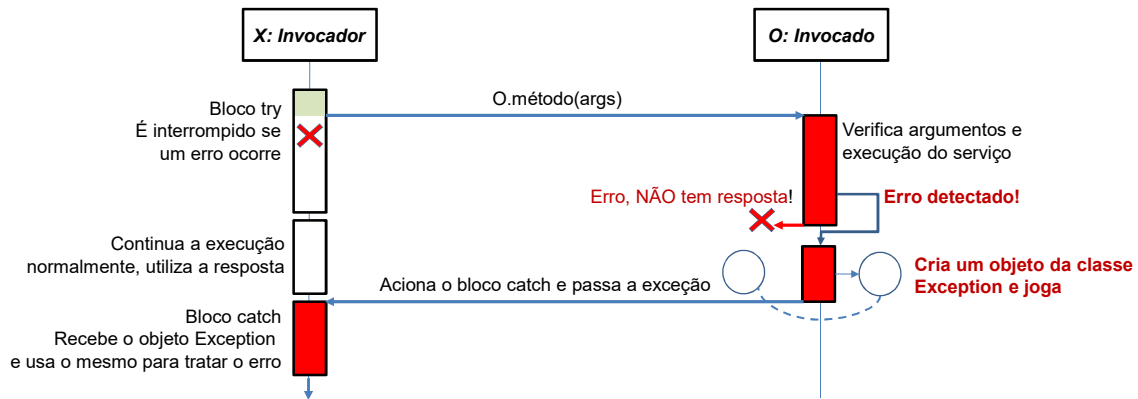 X: Invocador
O: Invocado
Bloco try
É interrompido se
um erro ocorre
O.método(args)
Verifica argumentos e
execução do serviço
Erro, NÃO tem resposta!
Erro detectado!
Continua a execução
normalmente, utiliza a resposta
Aciona o bloco catch e passa a exceção
Cria um objeto da classe
Exception e joga
Bloco catch
Recebe o objeto Exception
e usa o mesmo para tratar o erro